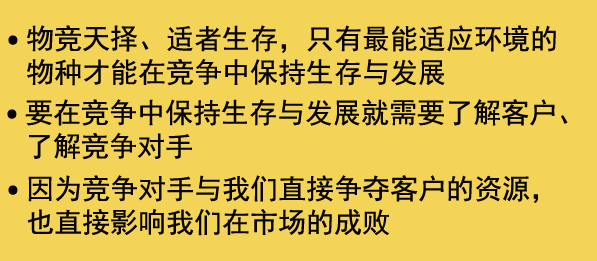 • 物竞天择、适者生存，只有最能适应环境的
物种才能在竞争中保持生存与发展
• 要在竞争中保持生存与发展就需要了解客户、
了解竞争对手
• 因为竞争对手与我们直接争夺客户的资源，
也直接影响我们在市场的成败